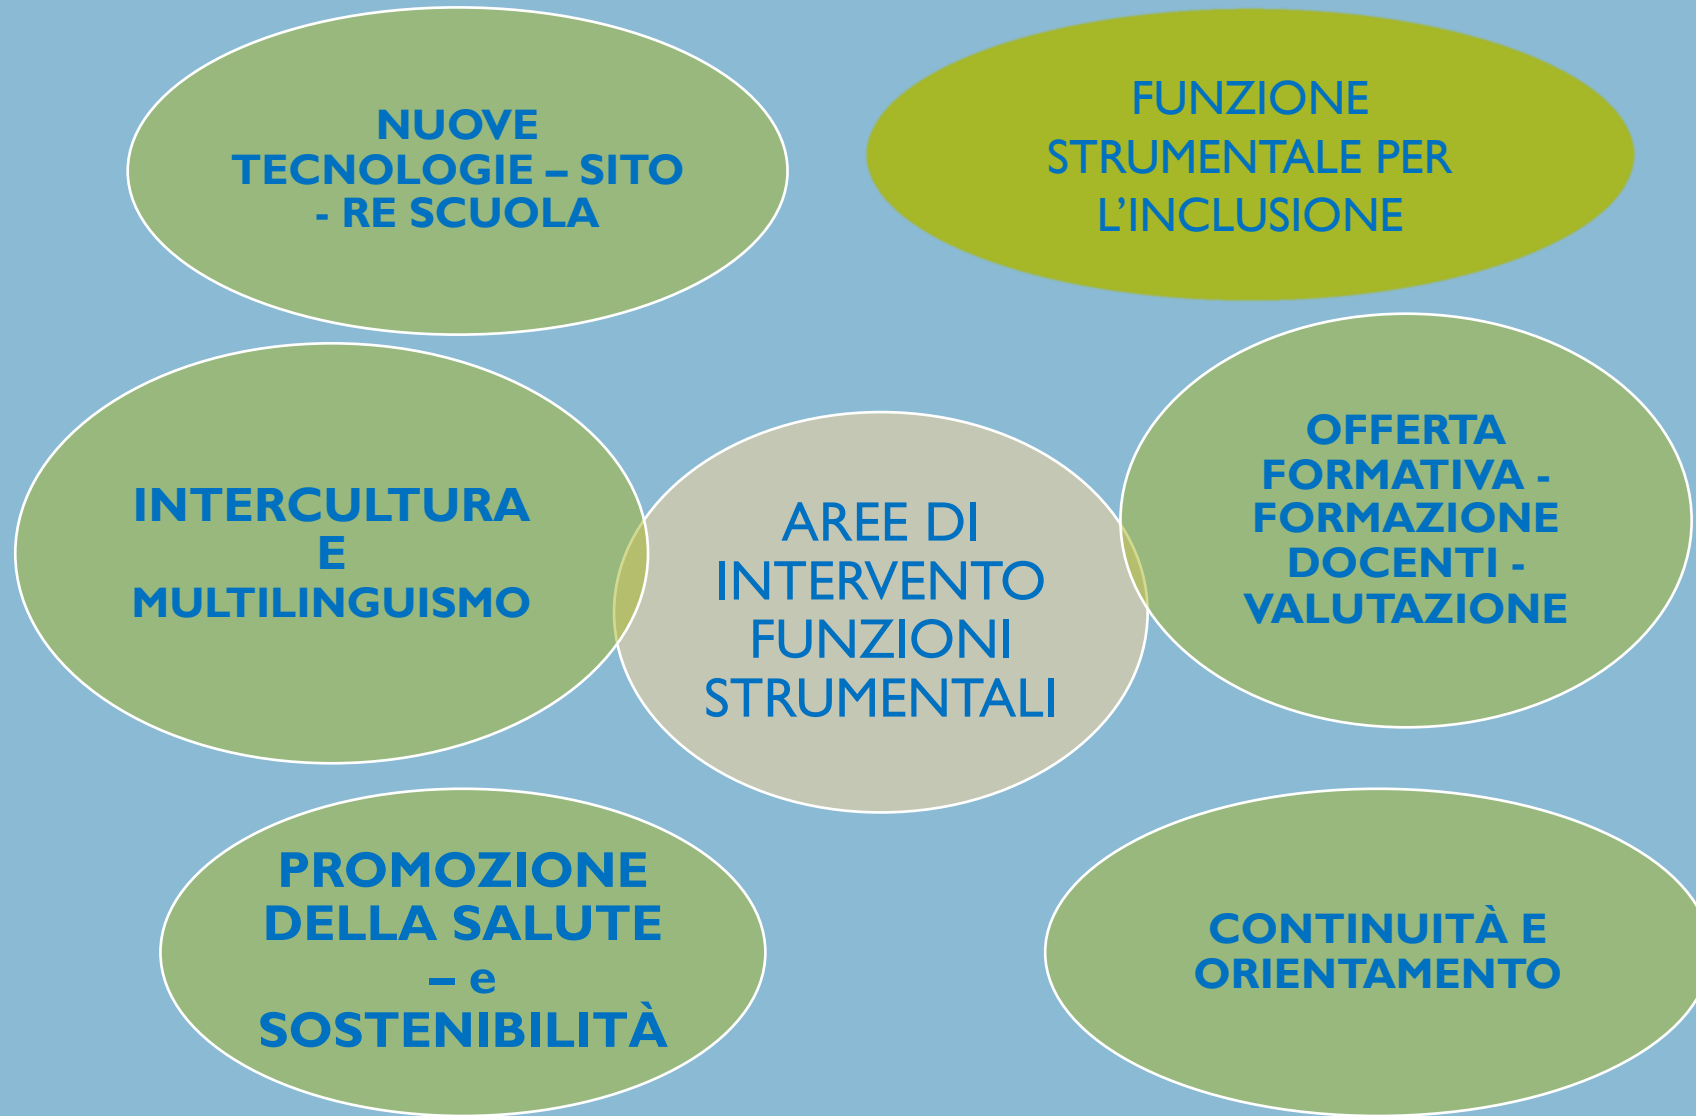 NUOVE
TECNOLOGIE – SITO
- RE SCUOLA
FUNZIONE
STRUMENTALE PER
L’INCLUSIONE
INTERCULTURA
E
MULTILINGUISMO
AREE DI
INTERVENTO
FUNZIONI
STRUMENTALI
OFFERTA
FORMATIVA -
FORMAZIONE
DOCENTI -
VALUTAZIONE
PROMOZIONE
DELLA SALUTE
– e
SOSTENIBILITÀ
CONTINUITÀ E
ORIENTAMENTO